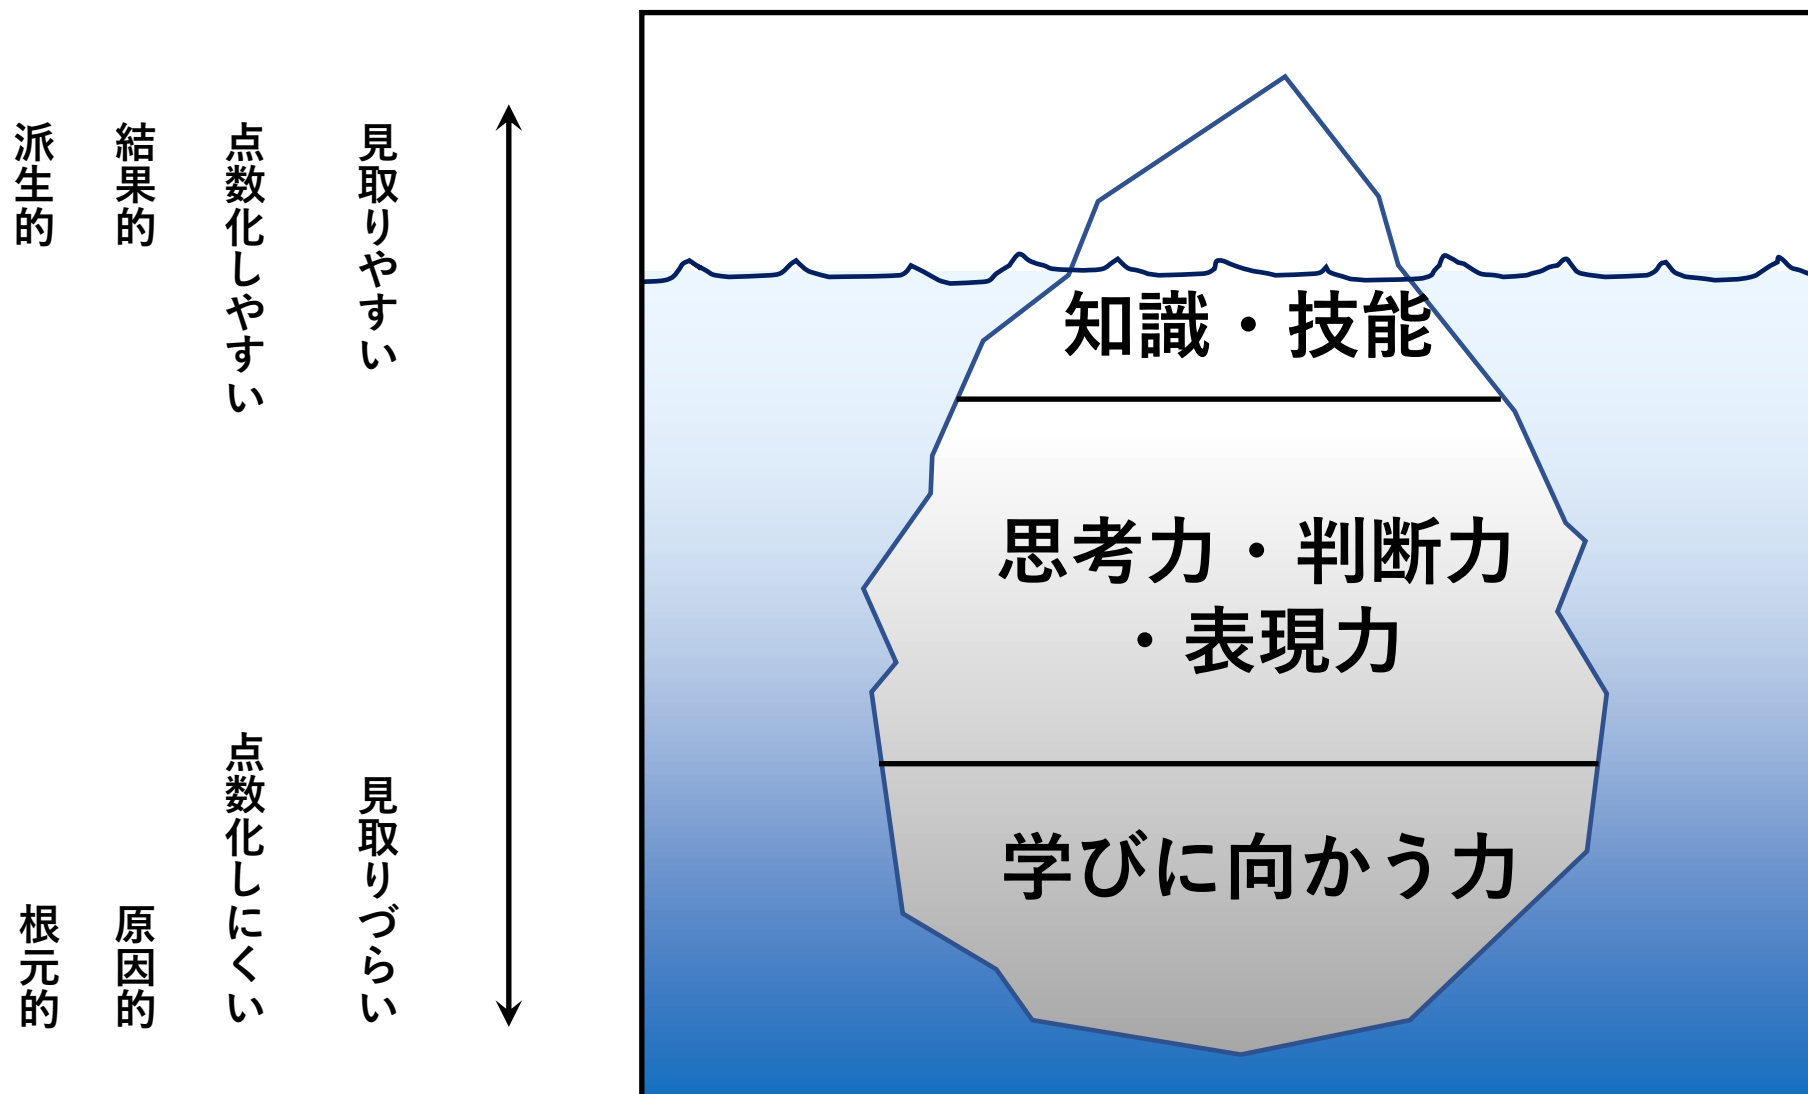 見取りやすい
点数化しやすい
結果的
派生的
見取りづらい
点数化しにくい
原因的
根元的
知識・技能
思考力・判断力
・表現力
学びに向かう力